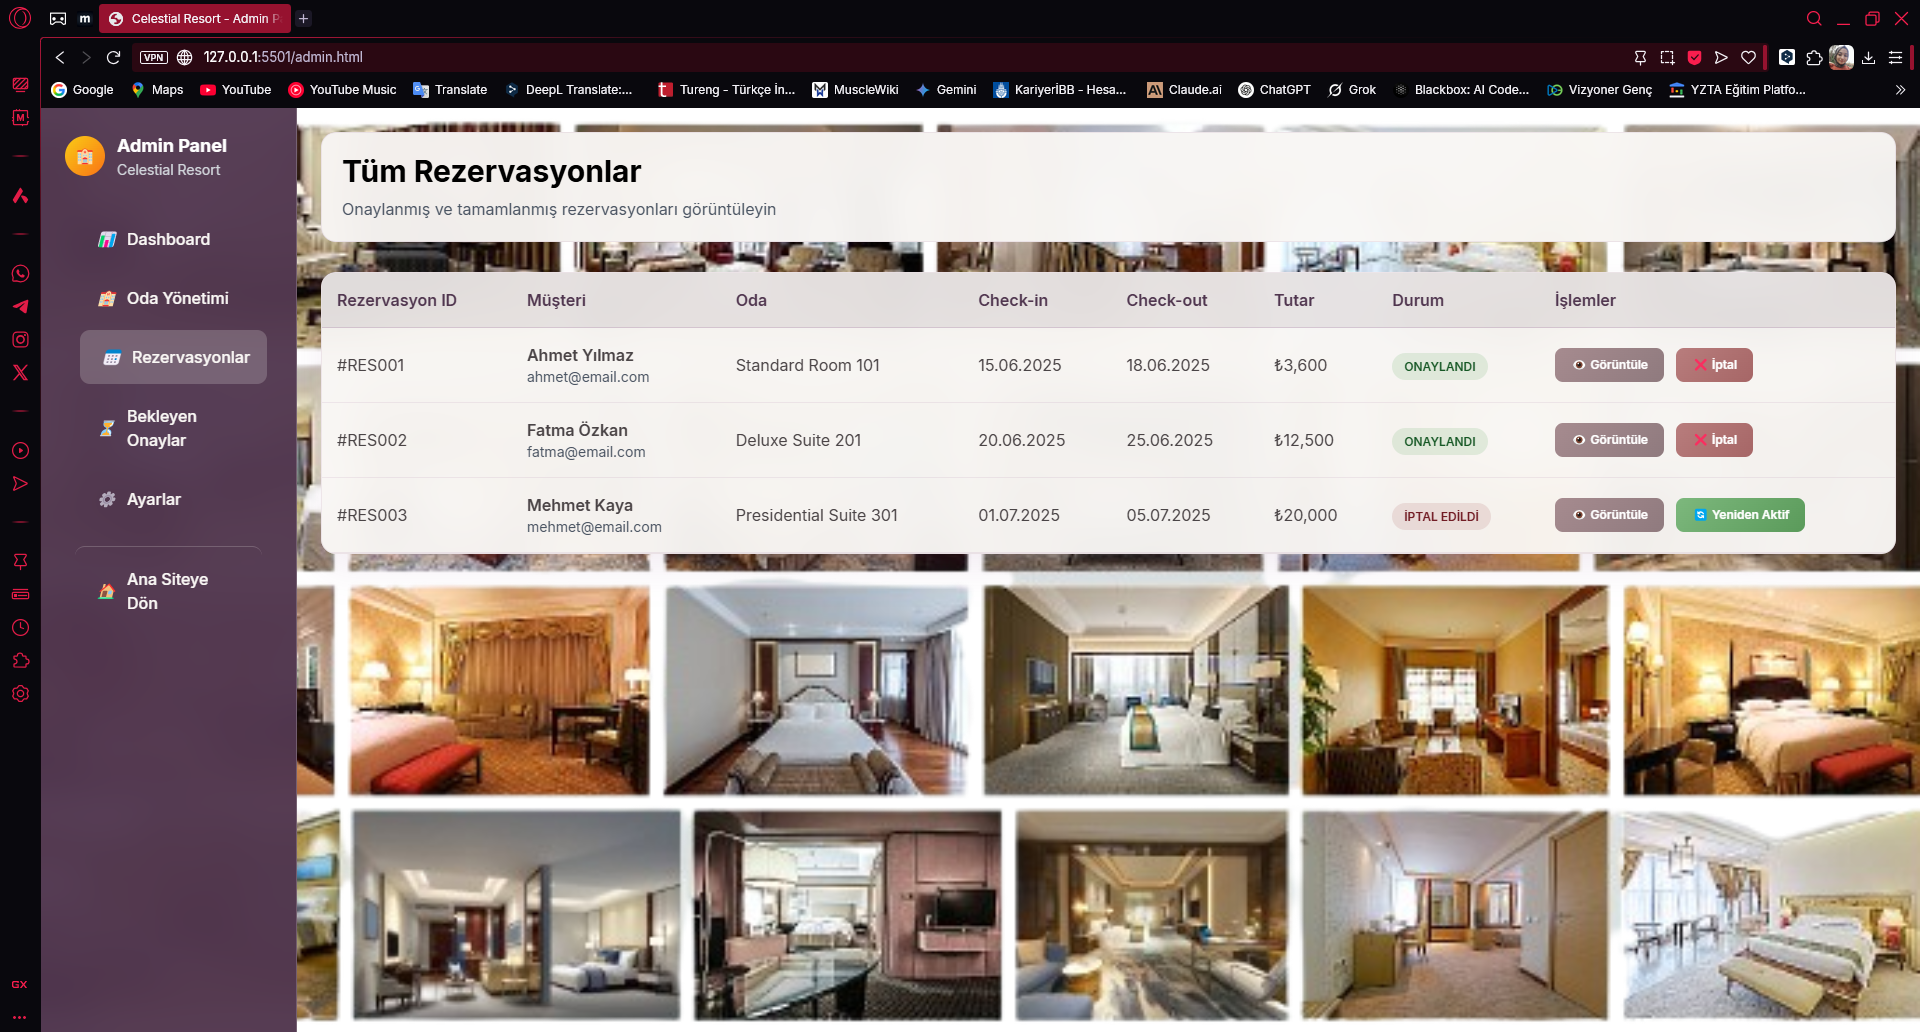 Celestial Resort - Admin P
VPN 127.0.0.1:5501/admin.html
Google Maps YouTube YouTube Music Translate DeepL Translate:... Tureng - Türkçe İn... MuscleWiki Gemini KariyerİBB - Hesa... Claude.ai ChatGPT Grok Blackbox: AI Code... Vizyoner Genç YZTA Eğitim Platfo...
Admin Panel
Celestial Resort
Dashboard
Oda Yönetimi
Rezervasyonlar
Bekleyen
Onaylar
Ayarlar
Ana Siteye
Dön
GX
Tüm Rezervasyonlar
Onaylanmış ve tamamlanmış rezervasyonları görüntüleyin
Rezervasyon ID Müşteri Oda Check-in Check-out Tutar Durum İşlemler
#RES001 Ahmet Yılmaz Standard Room 101 15.06.2025 18.06.2025 ₺3,600 ONAYLANDI Görüntüle İptal
ahmet@email.com
#RES002 Fatma Özkan Deluxe Suite 201 20.06.2025 25.06.2025 ₺12,500 ONAYLANDI Görüntüle İptal
fatma@email.com
#RES003 Mehmet Kaya Presidential Suite 301 01.07.2025 05.07.2025 ₺20,000 İPTAL EDİLDİ Görüntüle Yeniden Aktif
mehmet@email.com